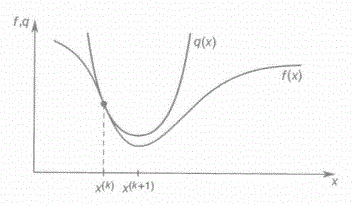 f,q
q(x)
f(x)
x(k) x(k+1)
x